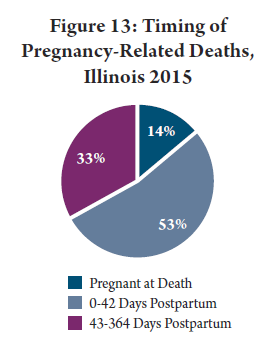 Figure 13: Timing of
Pregnancy-Related Deaths,
Illinois 2015
14%
33%
53%
Pregnant at Death
0-42 Days Postpartum
43-364 Days Postpartum